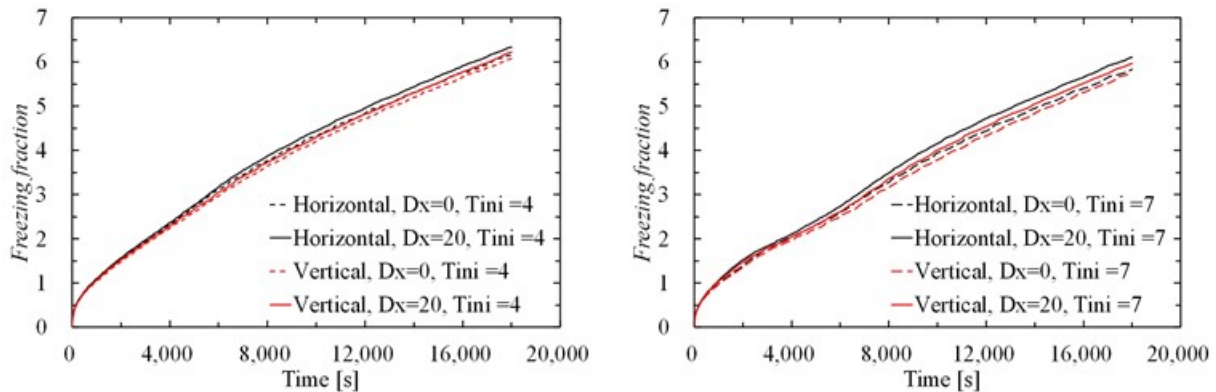 7
6
5
4
3
2
1
0
Freezing fraction
Horizontal, Dx=0, Tini =4
Horizontal, Dx=20, Tini =4
Vertical, Dx=0, Tini =4
Vertical, Dx=20, Tini =4
0 4,000 8,000 12,000 16,000 20,000
Time [s]
7
6
5
4
3
2
1
0
Freezing fraction
Horizontal, Dx=0, Tini =7
Horizontal, Dx=20, Tini =7
Vertical, Dx=0, Tini =7
Vertical, Dx=20, Tini =7
0 4,000 8,000 12,000 16,000 20,000
Time [s]